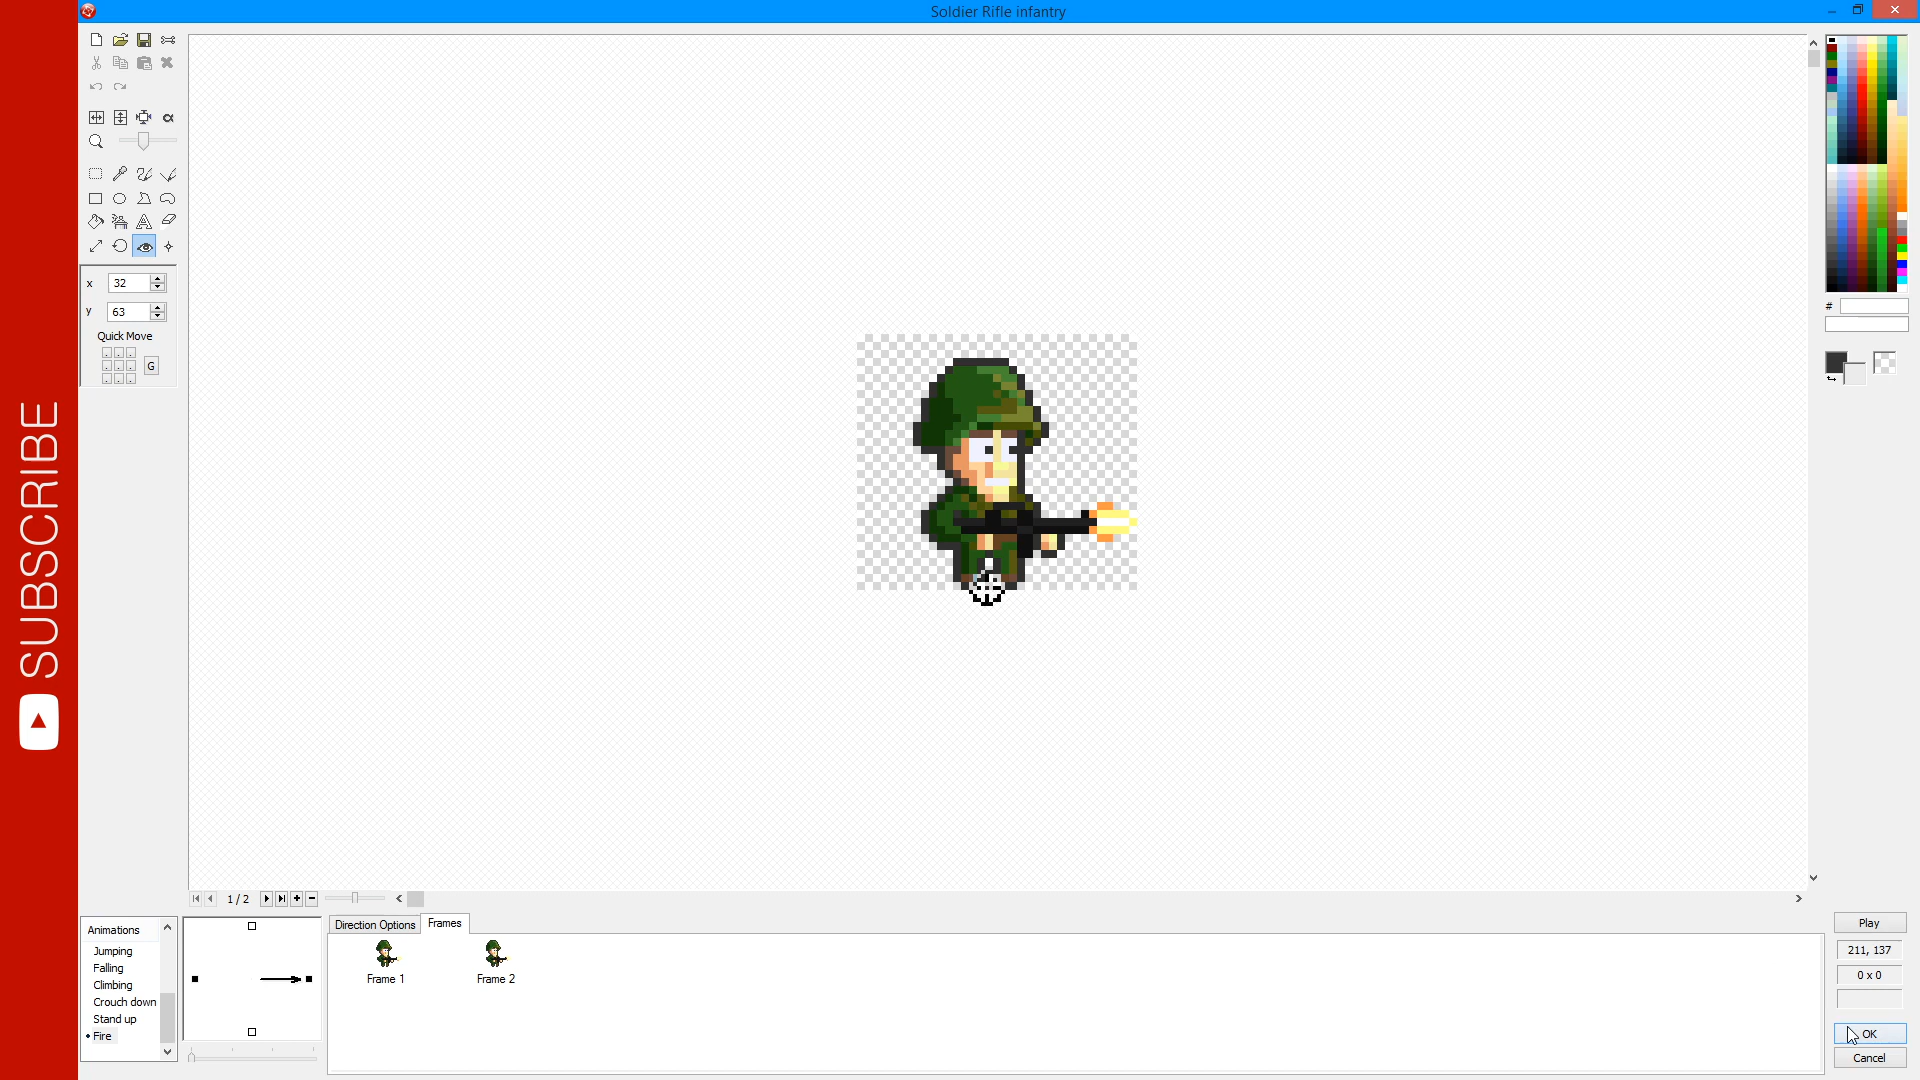 Soldier Rifle infantry
SUBSCRIBE
x 32
y 63
Quick Move
G
#
1 / 2
Animations
Jumping
Falling
Climbing
Crouch down
Stand up
Fire
Direction Options
Frames
Frame 1
Frame 2
Play
211, 137
0 x 0
OK
Cancel